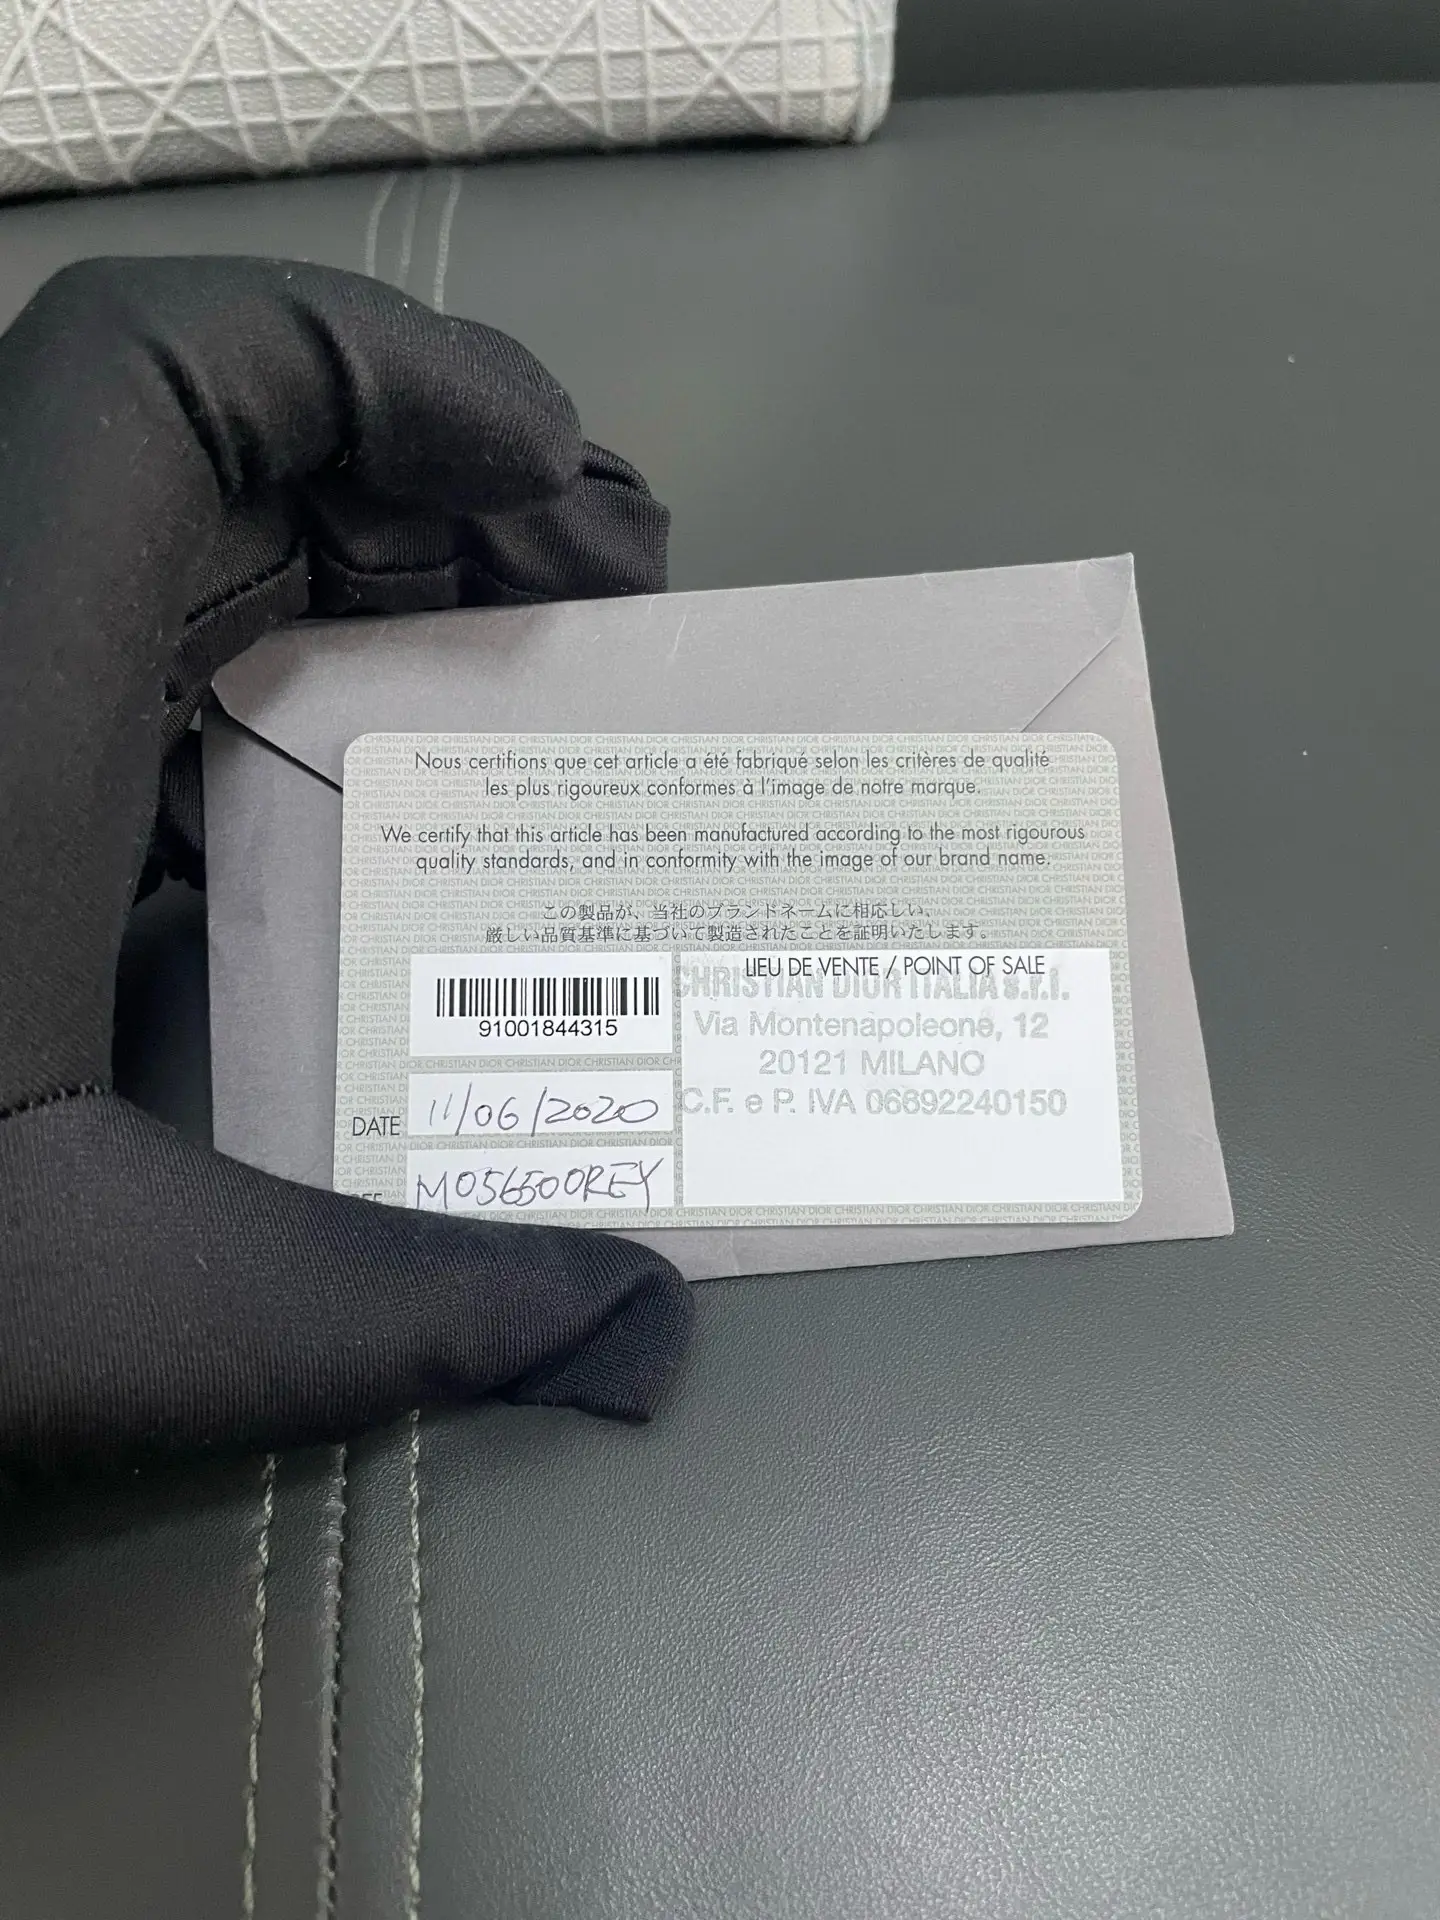 Nous certifions que cet article a été fabriqué selon les critères de qualité
les plus rigoureux conformes à l'image de notre marque.
We certify that this article has been manufactured according to the most rigourous
quality standards, and in conformity with the image of our brand name.
この製品が、当社のブランドネームに相応しい、
厳しい品質基準に基づいて製造されたことを証明いたします。
LIEU DE VENTE / POINT OF SALE
CHRISTIAN DIOR ITALIA s.r.l.
Via Montenapoleone, 12
20121 MILANO
C.F. e P. IVA 06892240150
91001844315
DATE 11/06/2020
M056500REY